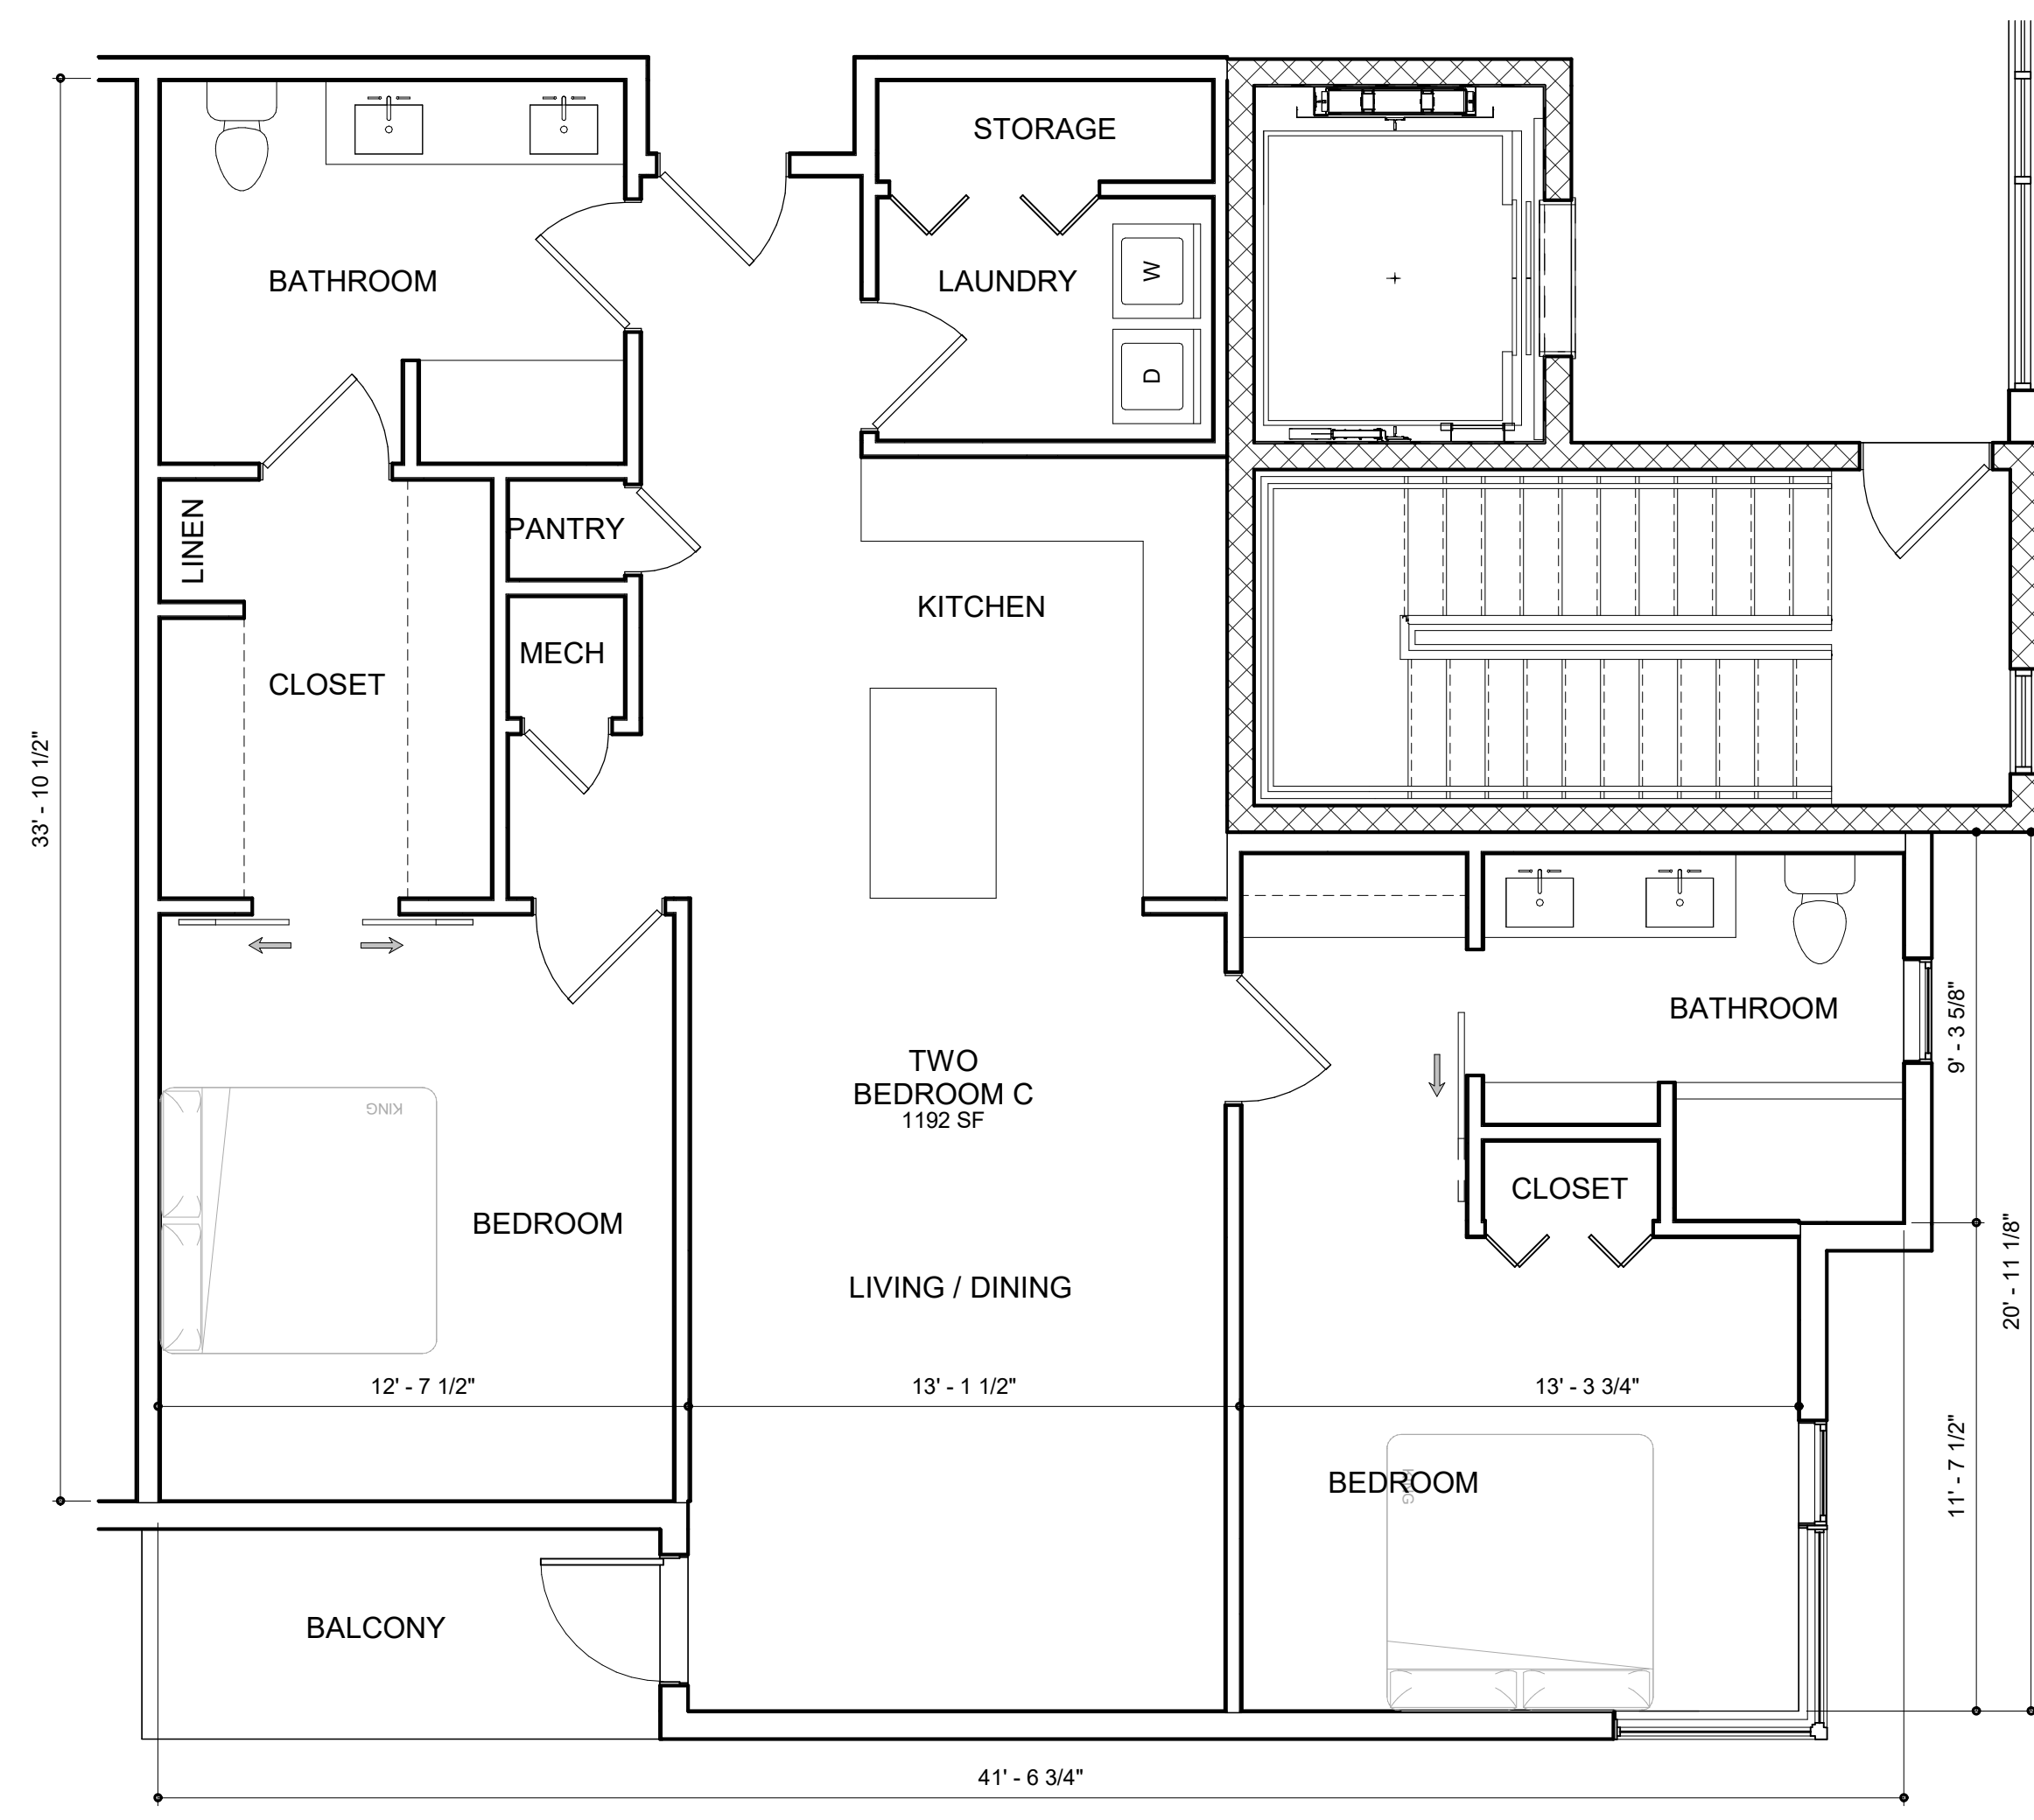 STORAGE
BATHROOM
LAUNDRY
W
D
LINEN
PANTRY
KITCHEN
MECH
CLOSET
33' - 10 1/2"
BATHROOM
9' - 3 5/8"
TWO
BEDROOM C
1192 SF
KING
CLOSET
BEDROOM
20' - 11 1/8"
LIVING / DINING
12' - 7 1/2"
13' - 1 1/2"
13' - 3 3/4"
11' - 7 1/2"
BEDROOM
KING
BALCONY
41' - 6 3/4"